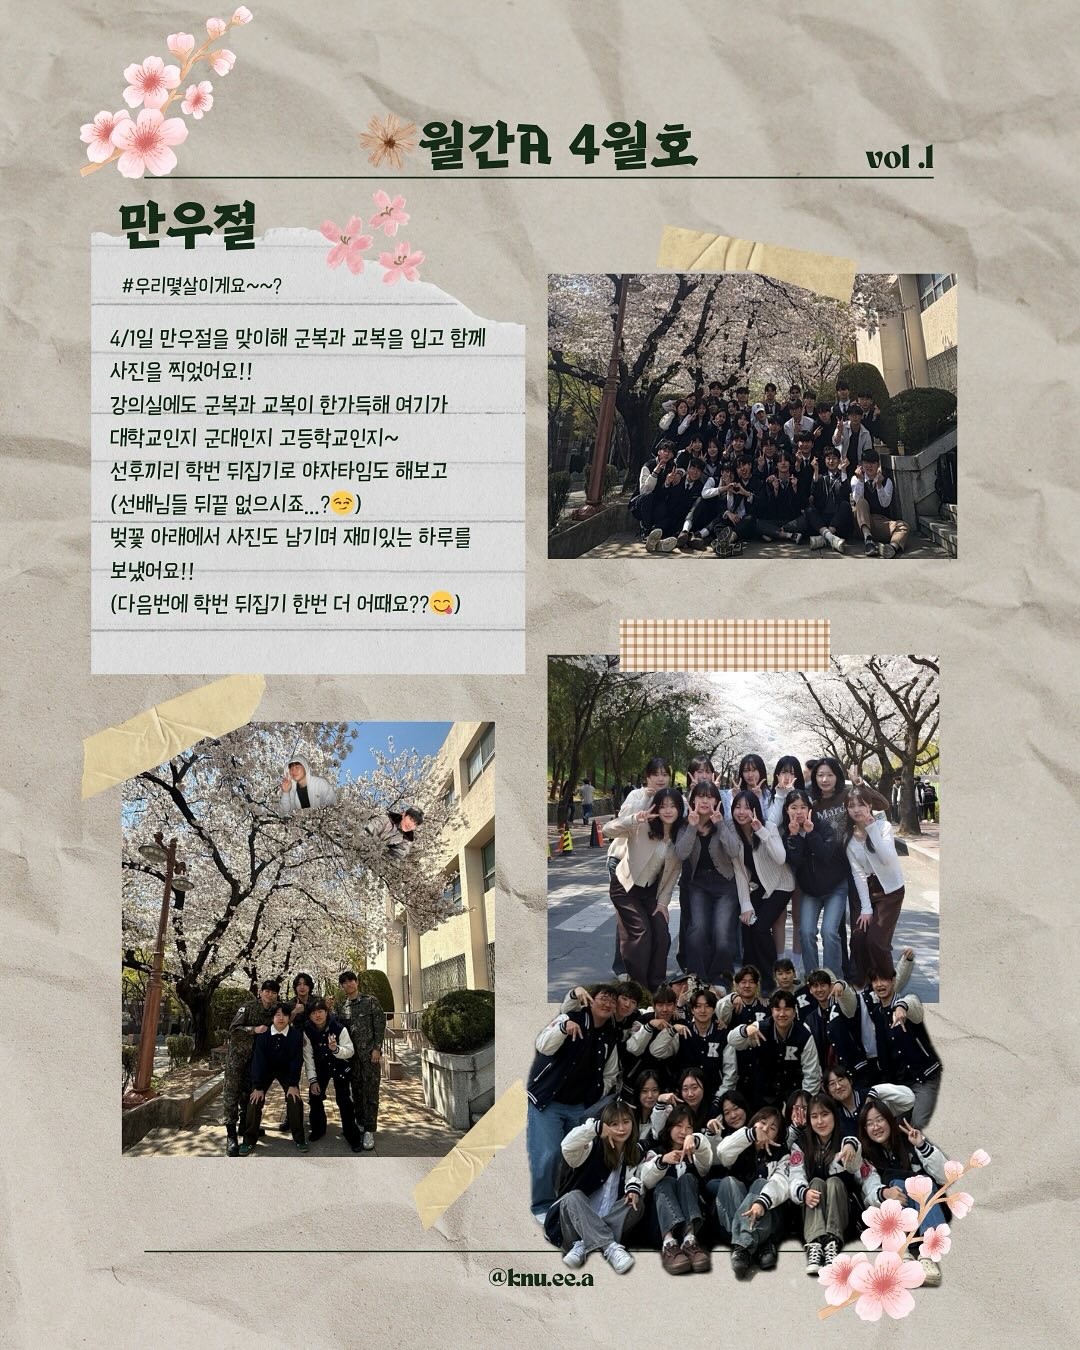 월간A 4월호
vol .1
만우절
#우리몇살이게요~~?
4/1일 만우절을 맞이해 군복과 교복을 입고 함께
사진을 찍었어요!!
강의실에도 군복과 교복이 한가득해 여기가
대학교인지 군대인지 고등학교인지~
선후끼리 학번 뒤집기로 야자타임도 해보고
(선배님들 뒤끝 없으시죠...?😏)
벚꽃 아래에서 사진도 남기며 재미있는 하루를
보냈어요!!
(다음번에 학번 뒤집기 한번 더 어때요??😋)
K
K
K
@knu.ee.a